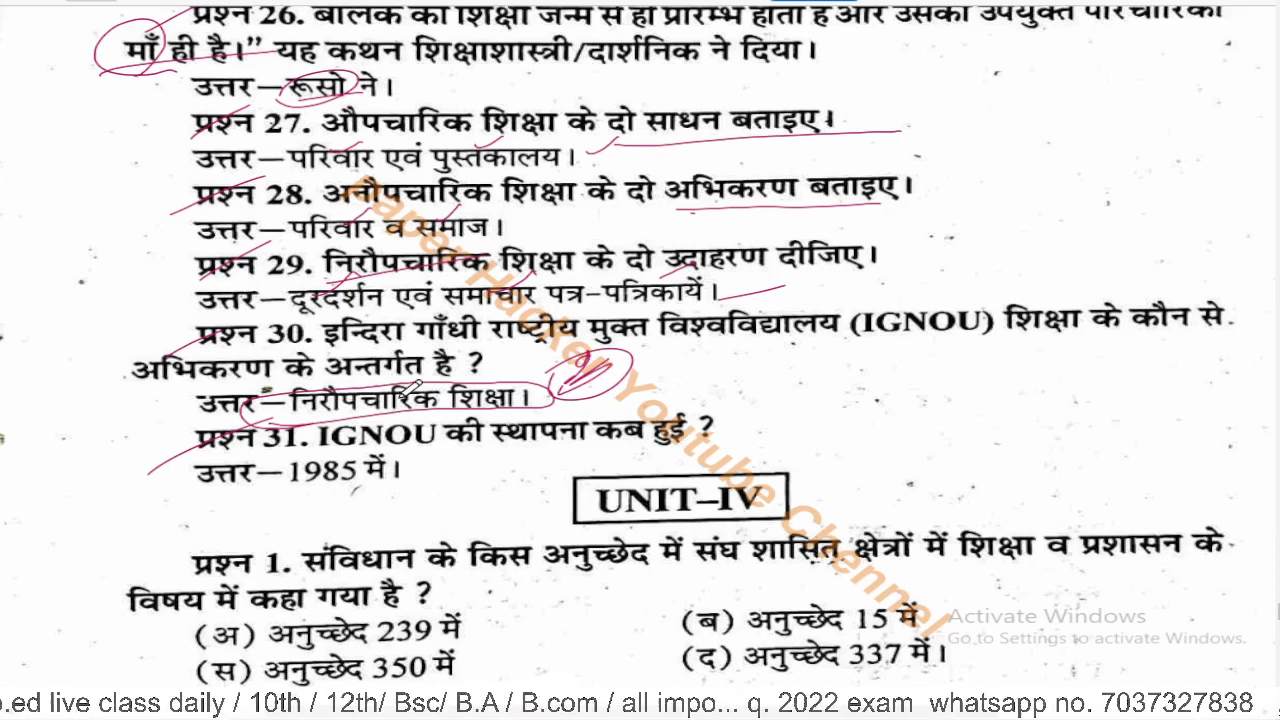 प्रश्न 26. बालक की शिक्षा जन्म से ही प्रारम्भ होती है और उसकी उपयुक्त परिचारिका
माँ ही है।” यह कथन शिक्षाशास्त्री/दार्शनिक ने दिया।
उत्तर—रूसो ने।
प्रश्न 27. औपचारिक शिक्षा के दो साधन बताइए।
उत्तर—परिवार एवं पुस्तकालय।
प्रश्न 28. अनौपचारिक शिक्षा के दो अभिकरण बताइए।
उत्तर—परिवार व समाज।
प्रश्न 29. निरौपचारिक शिक्षा के दो उदाहरण दीजिए।
उत्तर—दूरदर्शन एवं समाचार पत्र-पत्रिकायें।
प्रश्न 30. इन्दिरा गाँधी राष्ट्रीय मुक्त विश्वविद्यालय (IGNOU) शिक्षा के कौन से
अभिकरण के अन्तर्गत है ?
उत्तर—निरौपचारिक शिक्षा।
प्रश्न 31. IGNOU की स्थापना कब हुई ?
उत्तर—1985 में।
UNIT–IV
प्रश्न 1. संविधान के किस अनुच्छेद में संघ शासित क्षेत्रों में शिक्षा व प्रशासन के
विषय में कहा गया है ?
(अ) अनुच्छेद 239 में (ब) अनुच्छेद 15 में
(स) अनुच्छेद 350 में (द) अनुच्छेद 337 में।
Paper Hacker Youtube Chennel
Activate Windows
Go to Settings to activate Windows.
.ed live class daily / 10th / 12th/ Bsc/ B.A / B.com / all impo... q. 2022 exam whatsapp no. 7037327838